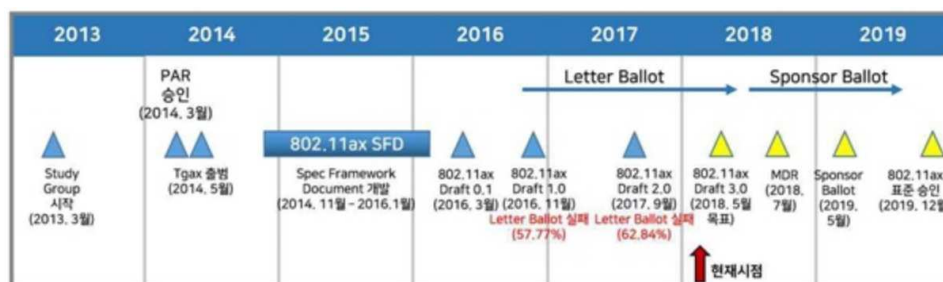 2013 2014 2015 2016 2017 2018 2019
PAR
승인
(2014. 3월)
Letter Ballot
Sponsor Ballot
802.11ax SFD
Study
Group
시작
(2013. 3월)
Tgax 출범
(2014. 5월)
Spec Framework
Document 개발
(2014. 11월 – 2016.1월)
802.11ax
Draft 0.1
(2016. 3월)
802.11ax
Draft 1.0
(2016. 11월)
Letter Ballot 실패
(57.77%)
802.11ax
Draft 2.0
(2017. 9월)
Letter Ballot 실패
(62.84%)
802.11ax
Draft 3.0
(2018. 5월
목표)
MDR
(2018.
7월)
Sponsor
Ballot
(2019.
5월)
802.11ax
표준 승인
(2019. 12월
현재시점